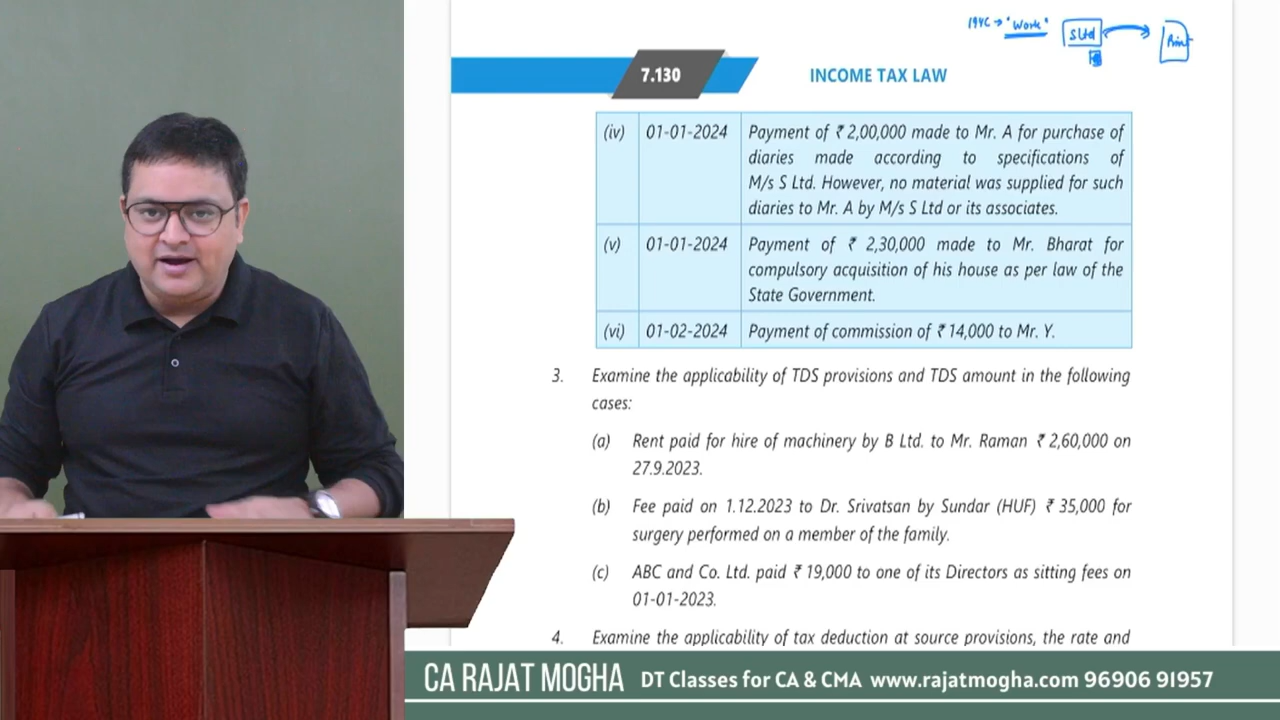 194C → "Work" S Ltd
7.130 INCOME TAX LAW
(iv) 01-01-2024 Payment of ₹ 2,00,000 made to Mr. A for purchase of
diaries made according to specifications of
M/s S Ltd. However, no material was supplied for such
diaries to Mr. A by M/s S Ltd or its associates.
(v) 01-01-2024 Payment of ₹ 2,30,000 made to Mr. Bharat for
compulsory acquisition of his house as per law of the
State Government.
(vi) 01-02-2024 Payment of commission of ₹ 14,000 to Mr. Y.
3. Examine the applicability of TDS provisions and TDS amount in the following
cases:
(a) Rent paid for hire of machinery by B Ltd. to Mr. Raman ₹ 2,60,000 on
27.9.2023.
(b) Fee paid on 1.12.2023 to Dr. Srivatsan by Sundar (HUF) ₹ 35,000 for
surgery performed on a member of the family.
(c) ABC and Co. Ltd. paid ₹ 19,000 to one of its Directors as sitting fees on
01-01-2023.
4. Examine the applicability of tax deduction at source provisions, the rate and
CA RAJAT MOGHA DT Classes for CA & CMA www.rajatmogha.com 96906 91957